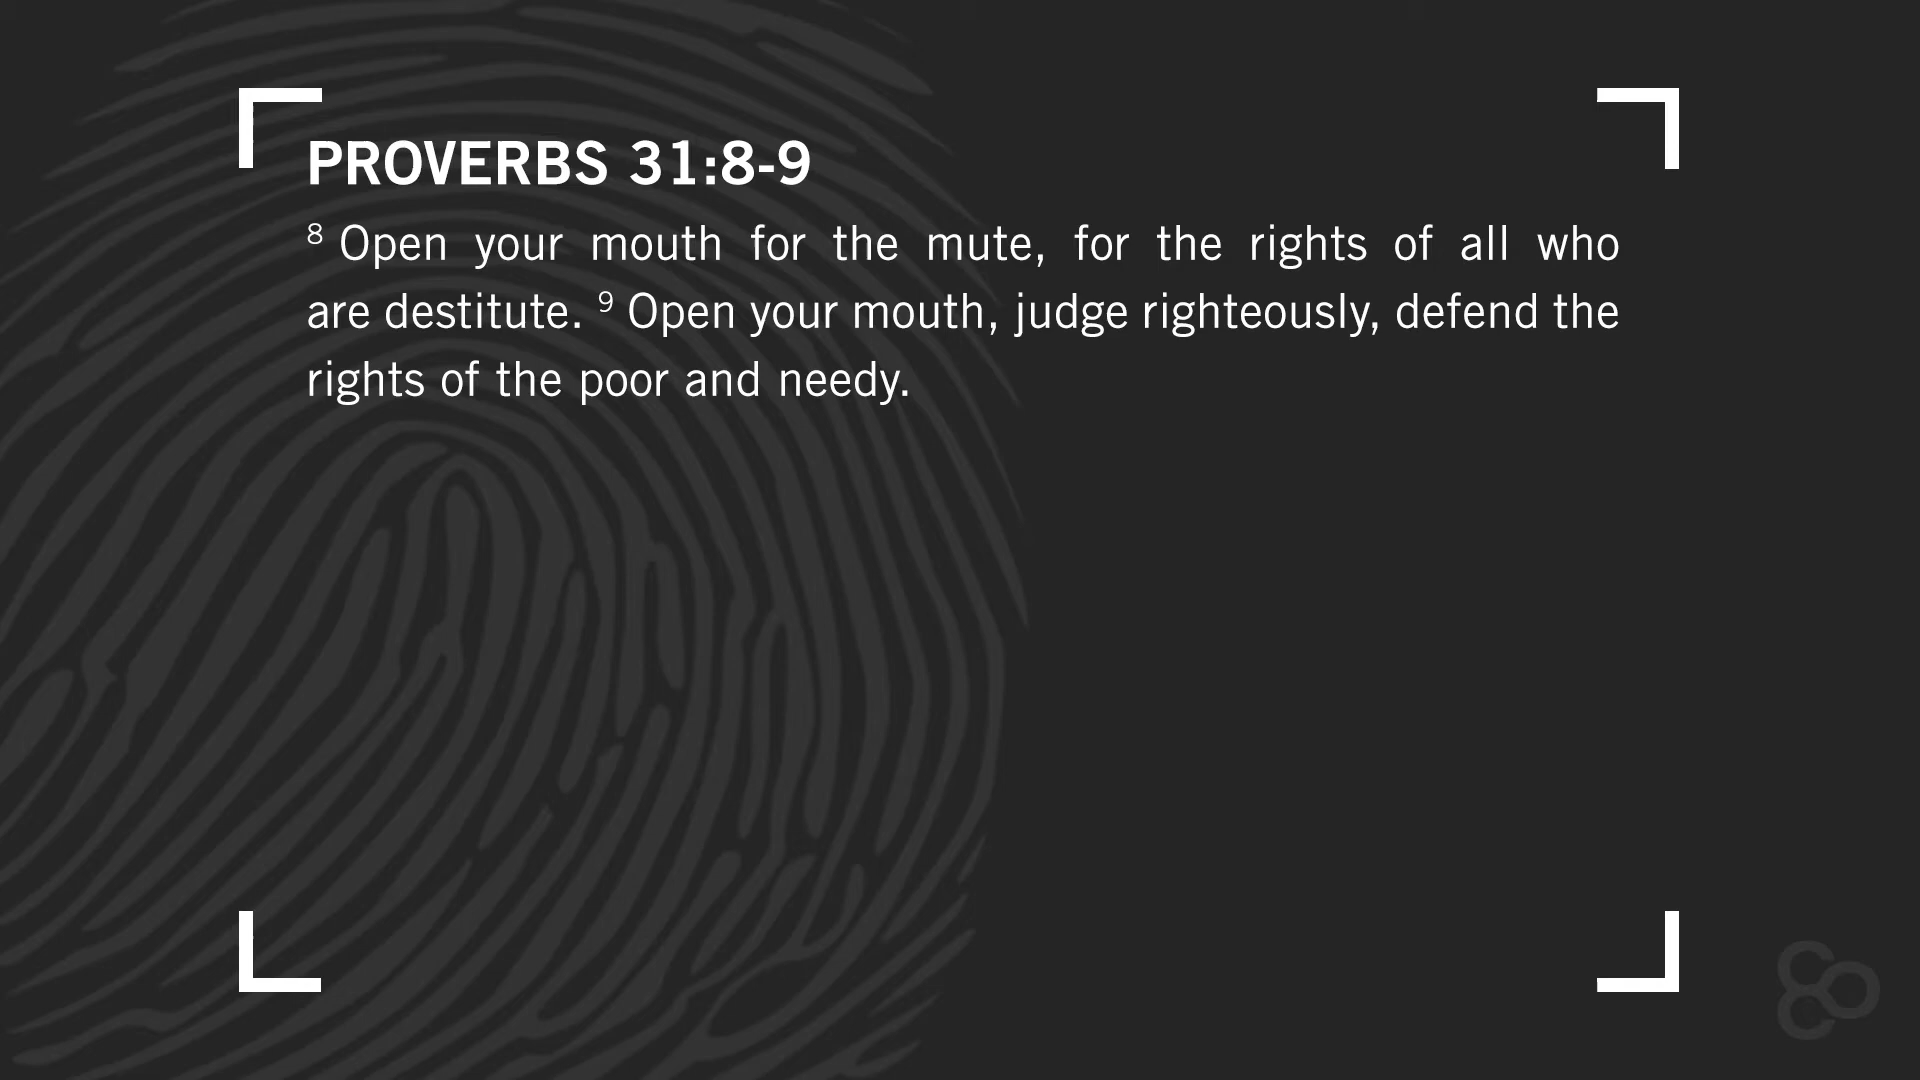 PROVERBS 31:8-9
⁸ Open your mouth for the mute, for the rights of all who
are destitute. ⁹ Open your mouth, judge righteously, defend the
rights of the poor and needy.